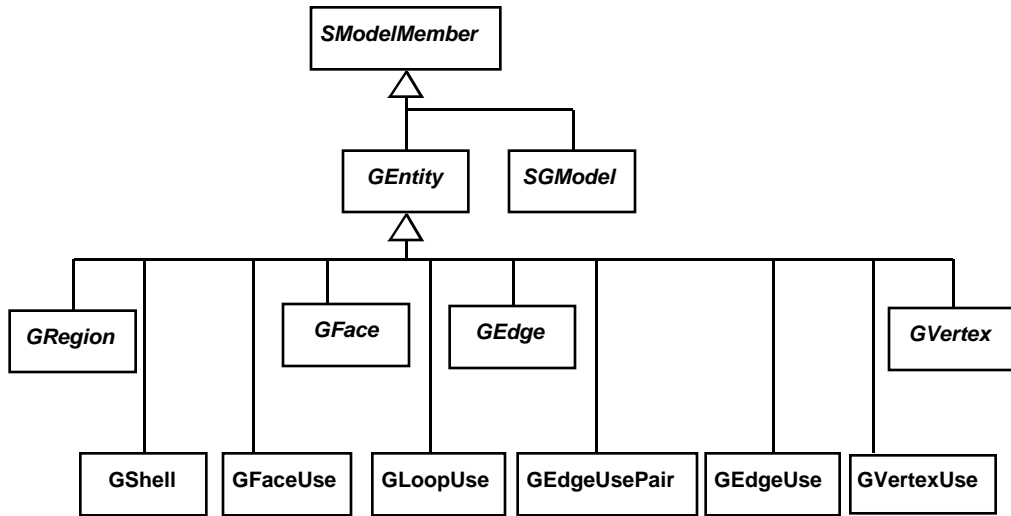 SModelMember
GEntity
SGModel
GRegion
GFace
GEdge
GVertex
GShell
GFaceUse
GLoopUse
GEdgeUsePair
GEdgeUse
GVertexUse